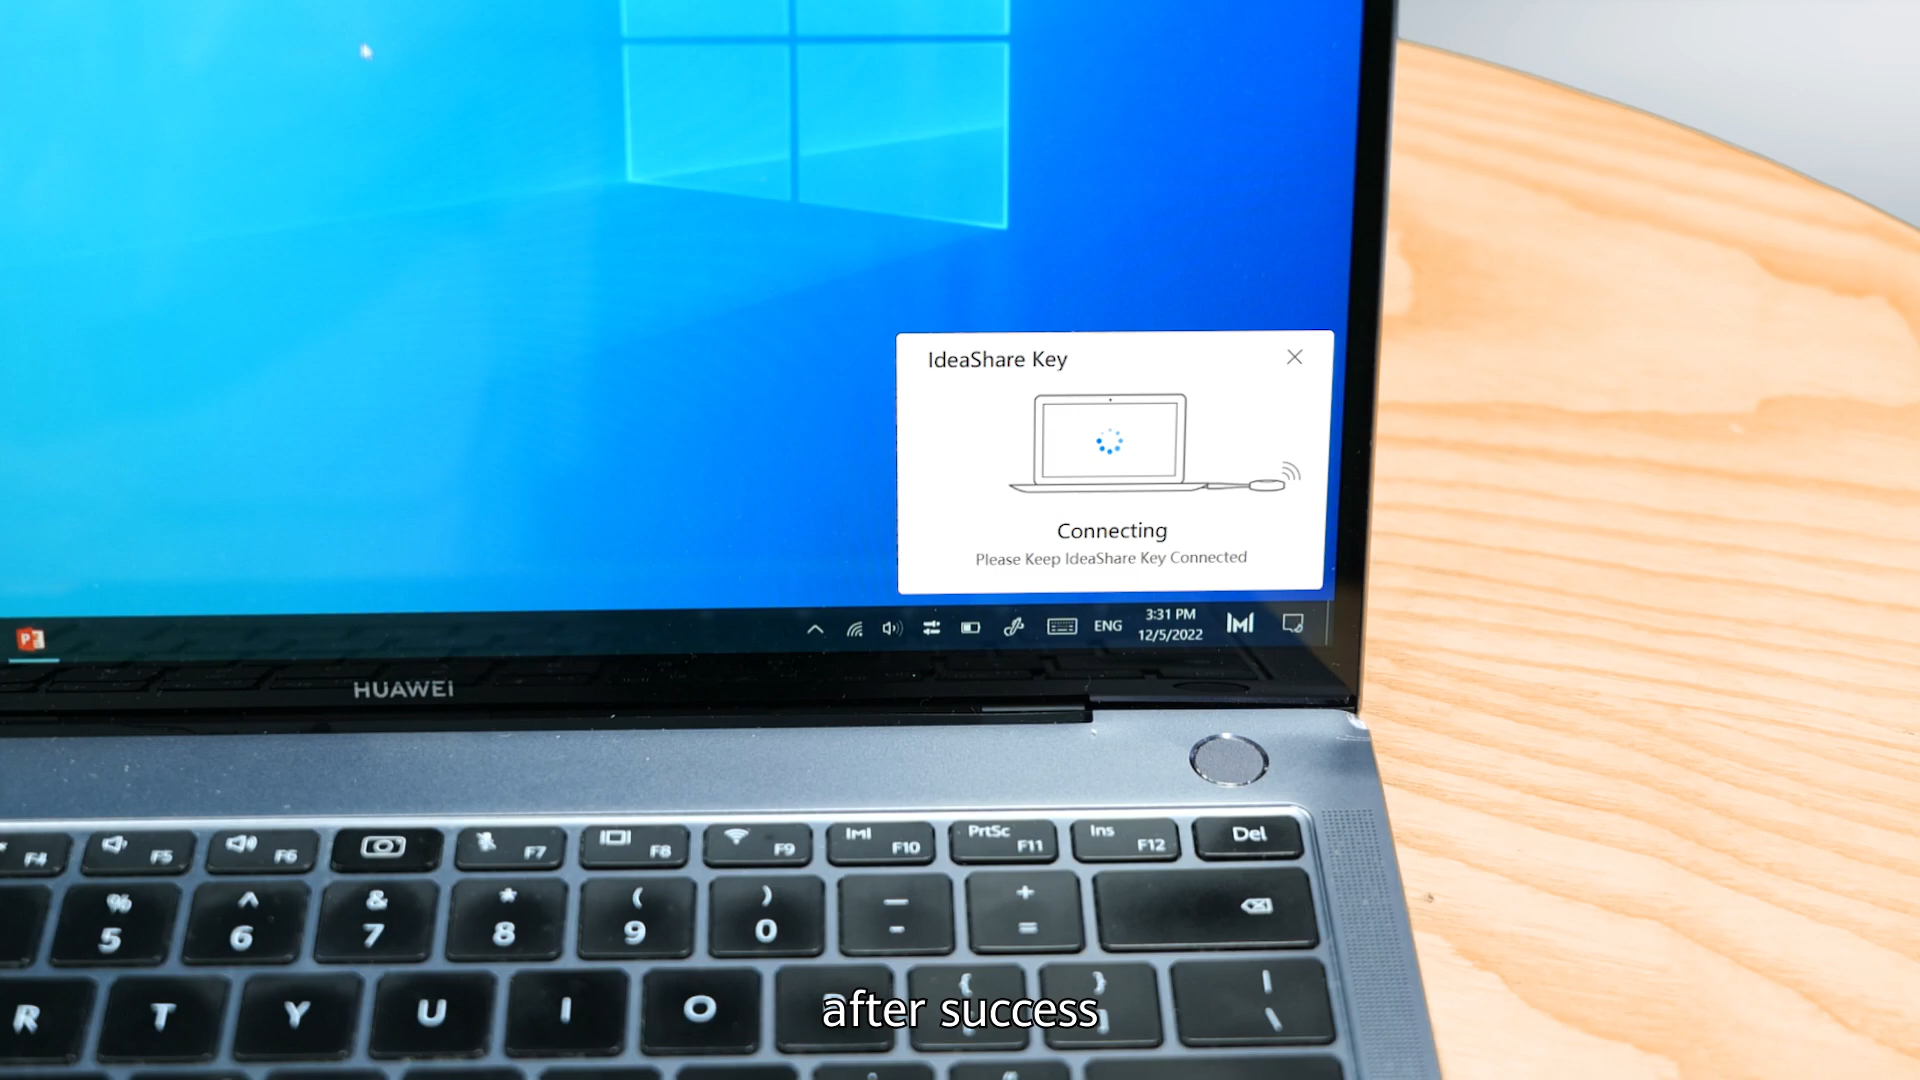 IdeaShare Key
Connecting
Please Keep IdeaShare Key Connected
ENG
3:31 PM
12/5/2022
HUAWEI
F4 F5 F6 F7 F8 F9 F10 PrtSc F11 Ins F12 Del
% 5 ^ 6 & 7 * 8 ( 9 ) 0 — - + =
R T Y U I O { } | \
after success